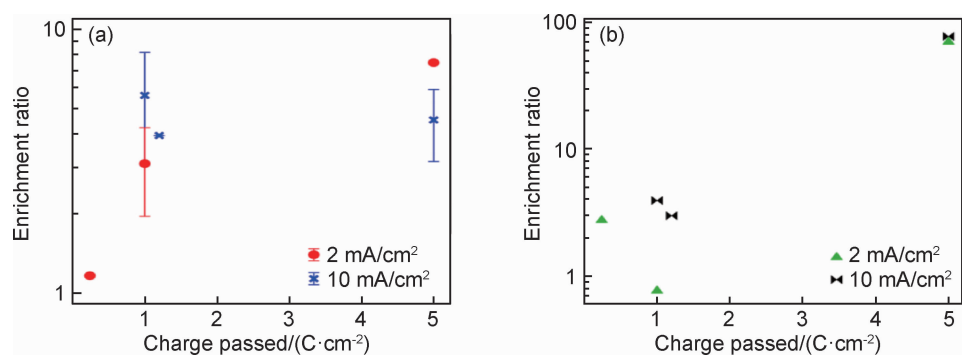 (a)
10
1
Enrichment ratio
2 mA/cm²
10 mA/cm²
1 2 3 4 5
Charge passed/(C·cm⁻²)
(b)
100
10
1
Enrichment ratio
2 mA/cm²
10 mA/cm²
1 2 3 4 5
Charge passed/(C·cm⁻²)